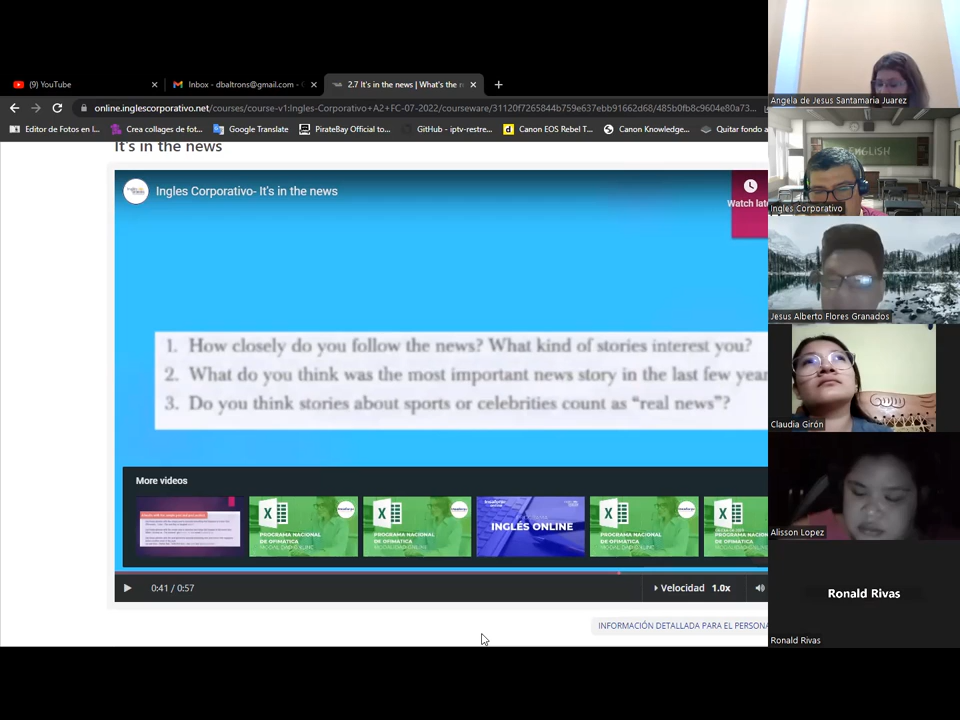 (9) YouTube
Inbox - dbaltrons@gmail.com -
2.7 It's in the news | What's the n
online.inglescorporativo.net/courses/course-v1:Ingles-Corporativo+A2+FC-07-2022/courseware/31120f7265844b759e637ebb91662d68/485b0fb8c9604e80a73...
Editor de Fotos en l...
Crea collages de fot...
Google Translate
PirateBay Official to...
GitHub - iptv-restre...
Canon EOS Rebel T...
Canon Knowledge...
Quitar fondo a
It's in the news
Ingles Corporativo- It's in the news
Watch late
1. How closely do you follow the news? What kind of stories interest you?
2. What do you think was the most important news story in the last few year
3. Do you think stories about sports or celebrities count as "real news"?
More videos
PROGRAMA NACIONAL
DE OFIMÁTICA
PROGRAMA NACIONAL
DE OFIMÁTICA
MODALIDAD ONLINE
INGLÉS ONLINE
PROGRAMA NACIONAL
DE OFIMÁTICA
PROGRAMA NACIONAL
DE OFIMÁTICA
0:41 / 0:57
Velocidad 1.0x
INFORMACIÓN DETALLADA PARA EL PERSONA
Angela de Jesus Santamaria Juarez
ENGLISH
Ingles Corporativo
Jesus Alberto Flores Granados
Claudia Girón
Alisson Lopez
Ronald Rivas
Ronald Rivas